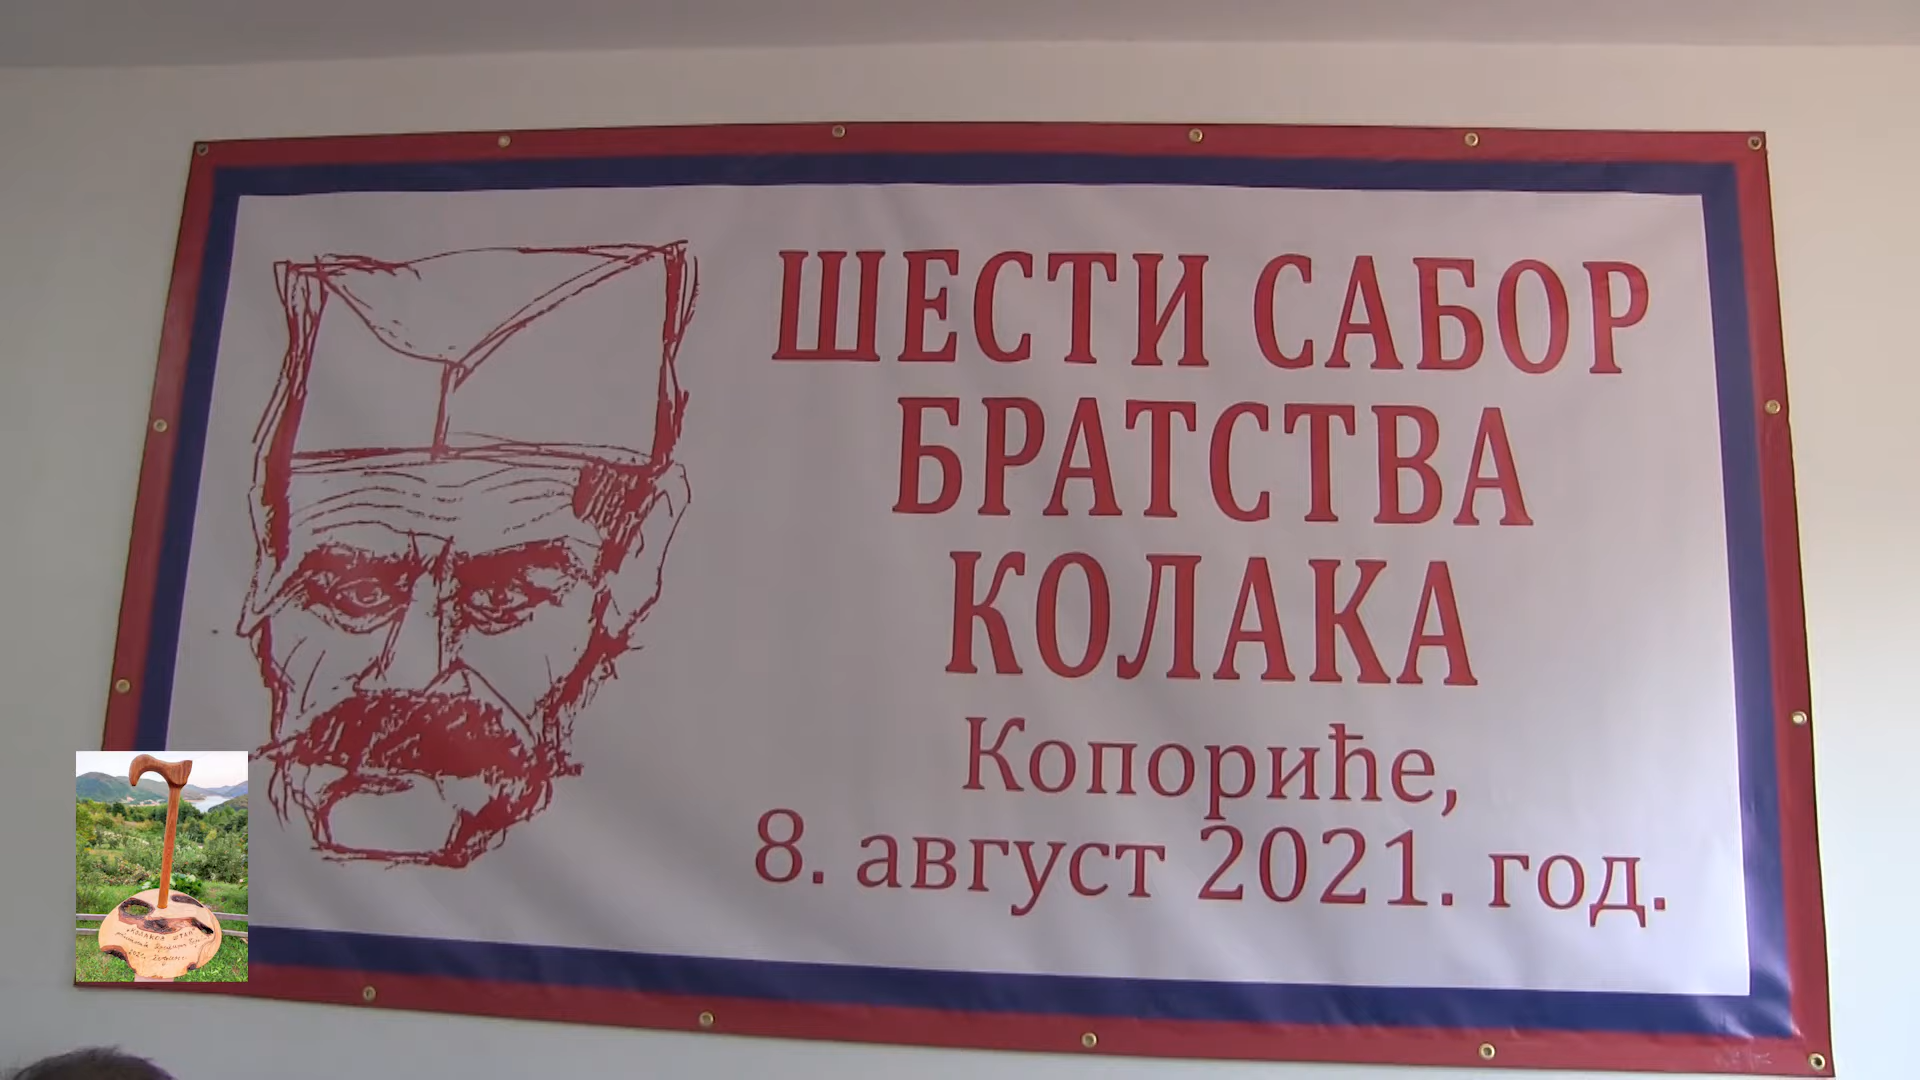 ШЕСТИ САБОР
БРАТСТВА
КОЛАКА
Копориће,
8. август 2021. год.